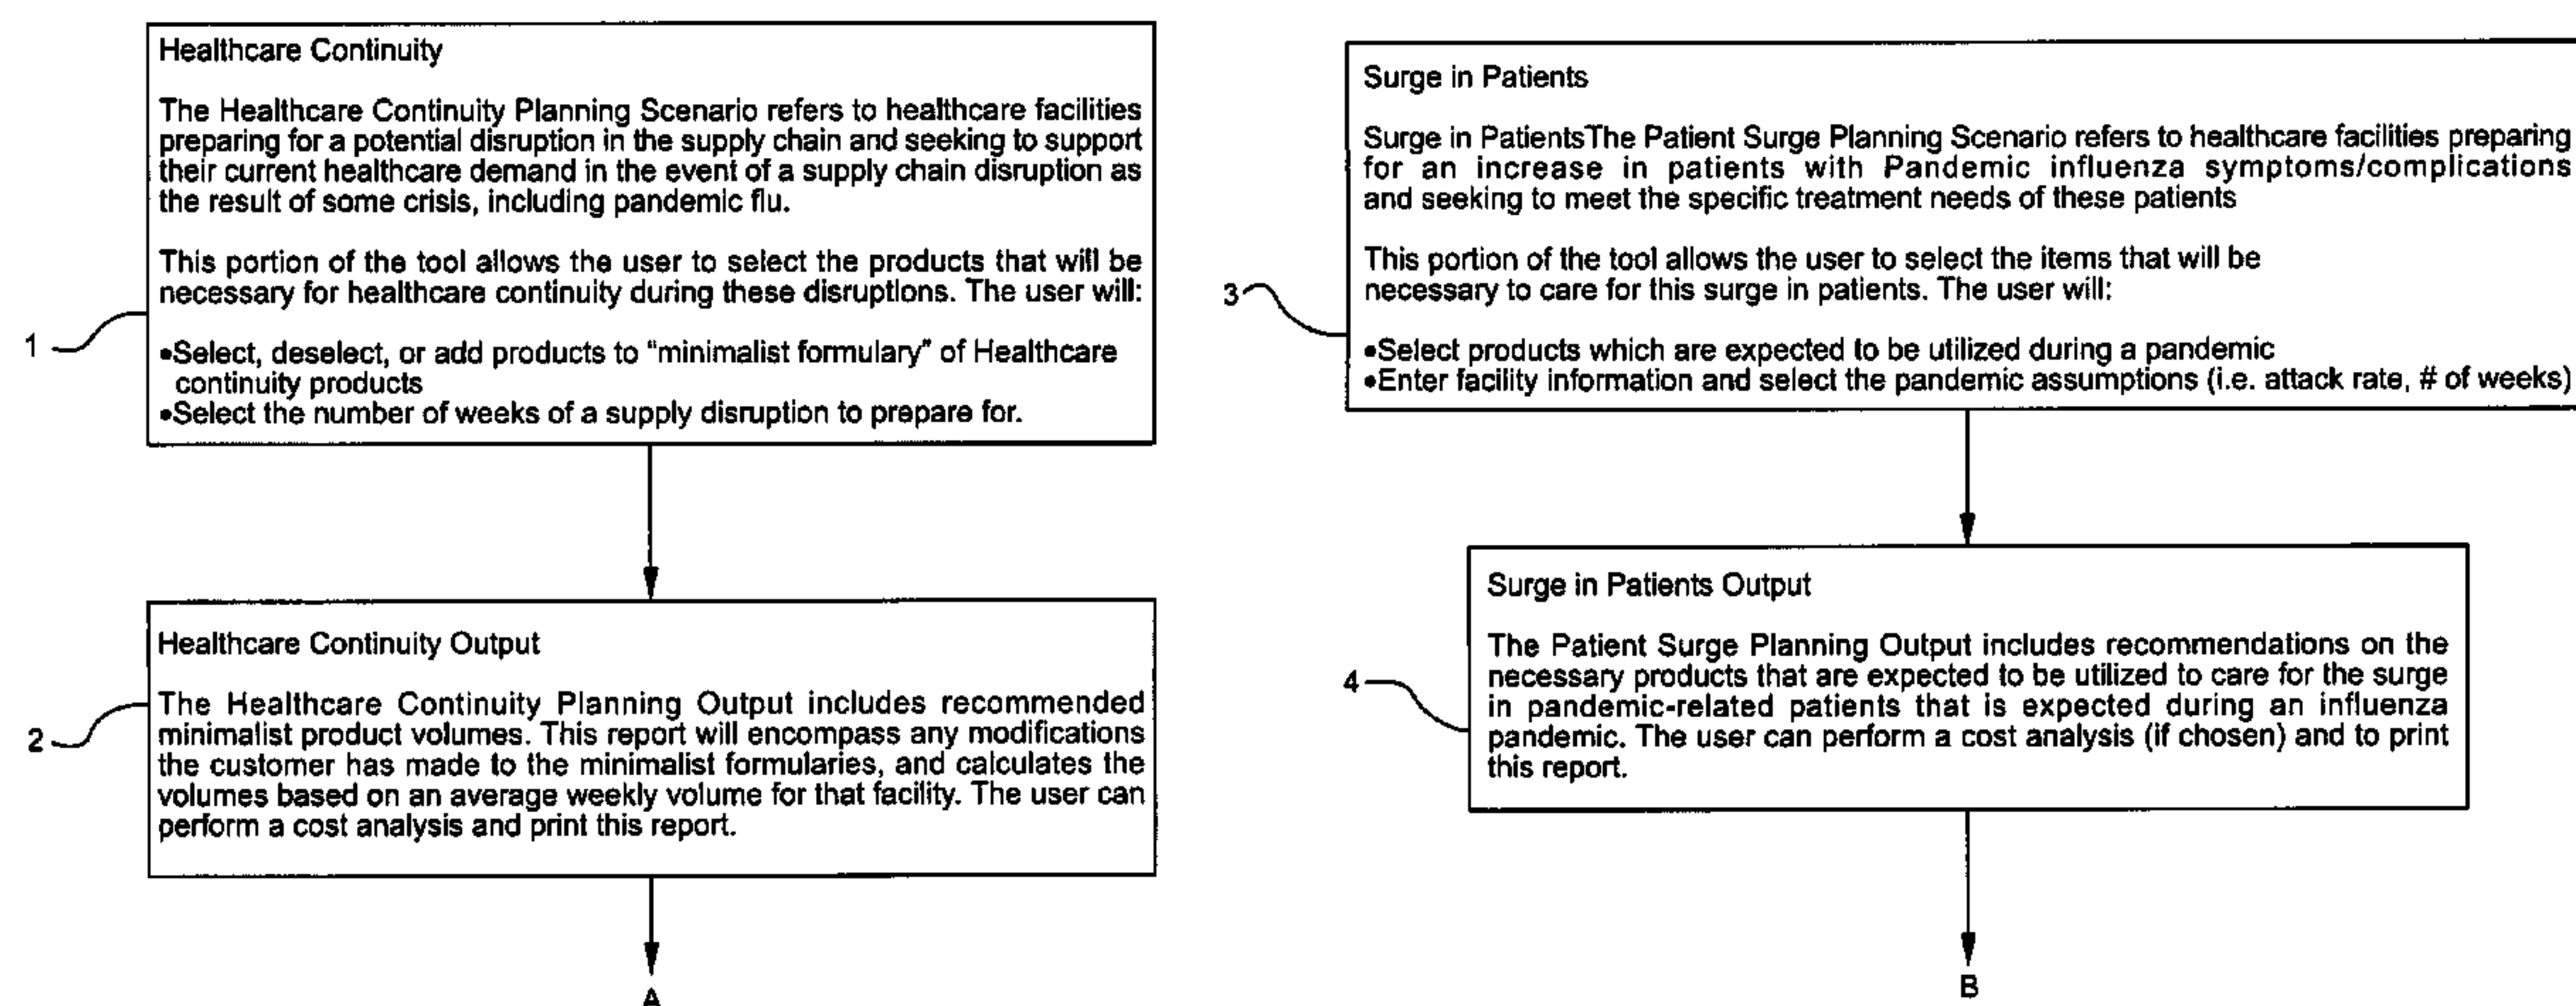 Healthcare Continuity
The Healthcare Continuity Planning Scenario refers to healthcare facilities
preparing for a potential disruption in the supply chain and seeking to support
their current healthcare demand in the event of a supply chain disruption as
the result of some crisis, including pandemic flu.
This portion of the tool allows the user to select the products that will be
necessary for healthcare continuity during these disruptions. The user will:
•Select, deselect, or add products to “minimalist formulary” of Healthcare
continuity products
•Select the number of weeks of a supply disruption to prepare for.
1
Healthcare Continuity Output
The Healthcare Continuity Planning Output includes recommended
minimalist product volumes. This report will encompass any modifications
the customer has made to the minimalist formularies, and calculates the
volumes based on an average weekly volume for that facility. The user can
perform a cost analysis and print this report.
2
A
Surge in Patients
Surge in PatientsThe Patient Surge Planning Scenario refers to healthcare facilities preparing
for an increase in patients with Pandemic influenza symptoms/complications
and seeking to meet the specific treatment needs of these patients
This portion of the tool allows the user to select the items that will be
necessary to care for this surge in patients. The user will:
•Select products which are expected to be utilized during a pandemic
•Enter facility information and select the pandemic assumptions (i.e. attack rate, # of weeks)
3
Surge in Patients Output
The Patient Surge Planning Output includes recommendations on the
necessary products that are expected to be utilized to care for the surge
in pandemic-related patients that is expected during an influenza
pandemic. The user can perform a cost analysis (if chosen) and to print
this report.
4
B